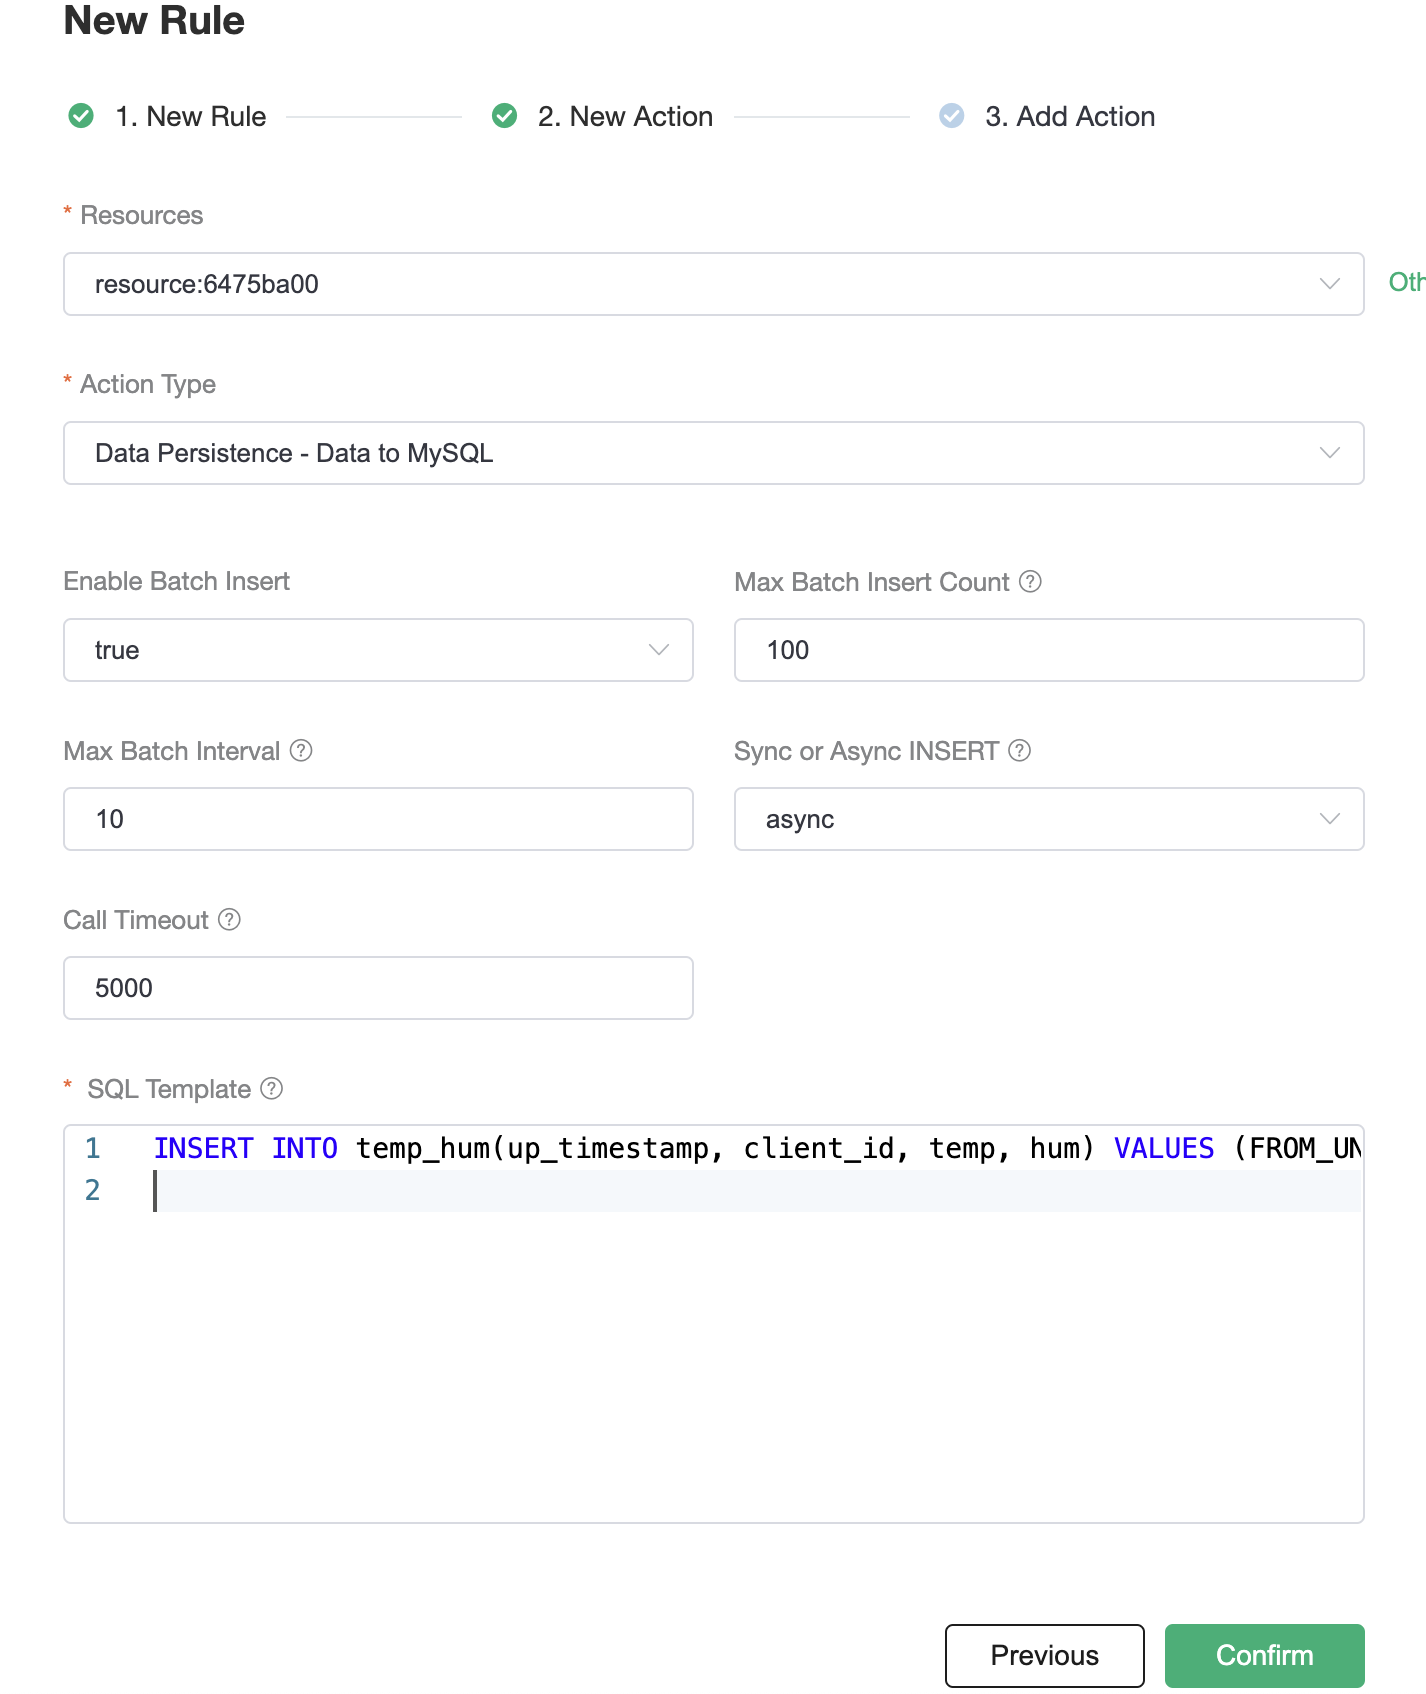 New Rule
1. New Rule
2. New Action
3. Add Action
* Resources
resource:6475ba00
Oth
* Action Type
Data Persistence - Data to MySQL
Enable Batch Insert
Max Batch Insert Count ?
true
100
Max Batch Interval ?
Sync or Async INSERT ?
10
async
Call Timeout ?
5000
* SQL Template ?
1 INSERT INTO temp_hum(up_timestamp, client_id, temp, hum) VALUES (FROM_UN
2
Previous
Confirm